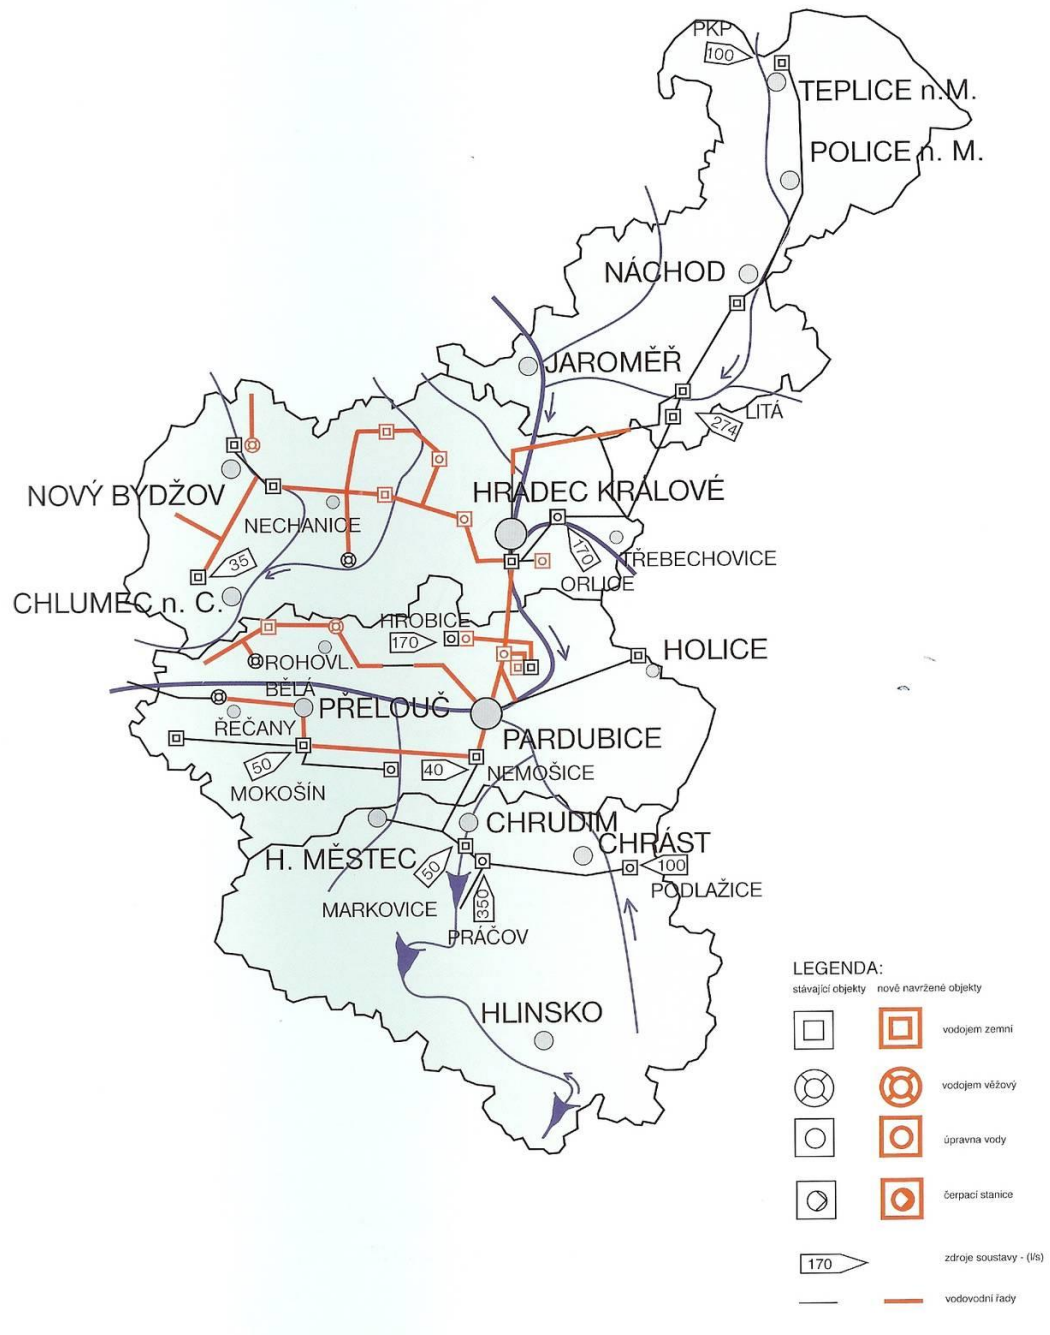 PKP
100
TEPLICE n.M.
POLICE n. M.
NÁCHOD
JAROMĚŘ
LITÁ
274
HRADEC KRÁLOVÉ
NOVÝ BYDŽOV
NECHANICE
35
170
TŘEBECHOVICE
ORLICE
CHLUMEC n. C.
HROBICE
170
HOLICE
ROHOVL.
BĚLÁ
PŘELOUČ
ŘEČANY
PARDUBICE
50
40
NEMOŠICE
MOKOŠÍN
CHRUDIM
CHRÁST
H. MĚSTEC
50
100
PODLAŽICE
350
MARKOVICE
PRÁČOV
HLINSKO
LEGENDA:
stávající objekty nově navržené objekty
vodojem zemní
vodojem věžový
úpravna vody
čerpací stanice
170
zdroje soustavy - (l/s)
vodovodní řady